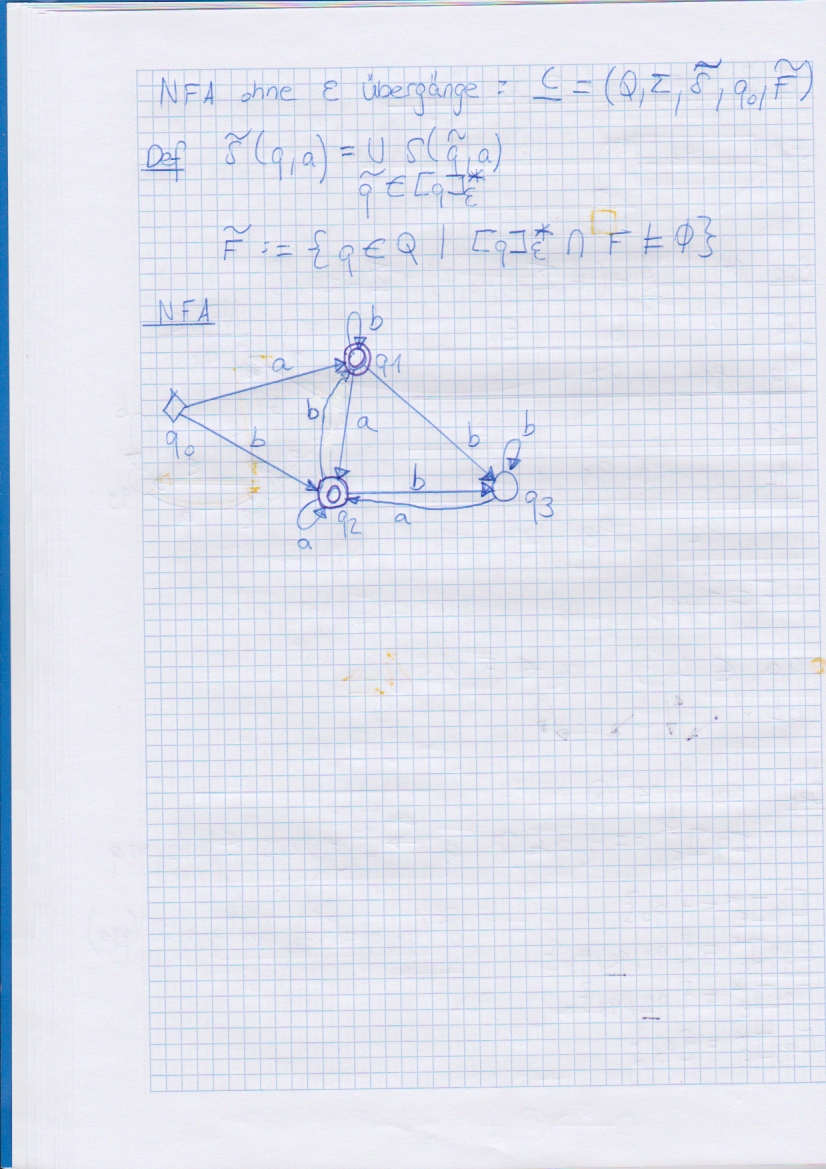 NFA ohne ε übergänge : C = (Q, Σ, δ̃, q₀, F̃)
Def δ̃(q,a) = ∪ δ(q̃,a)
q̃ ∈ [q]ε*
F̃ := {q ∈ Q | [q]ε* ∩ F ≠ ∅}
NFA
b
a q1
b a
q0 b b b
b
q3
a q2 a